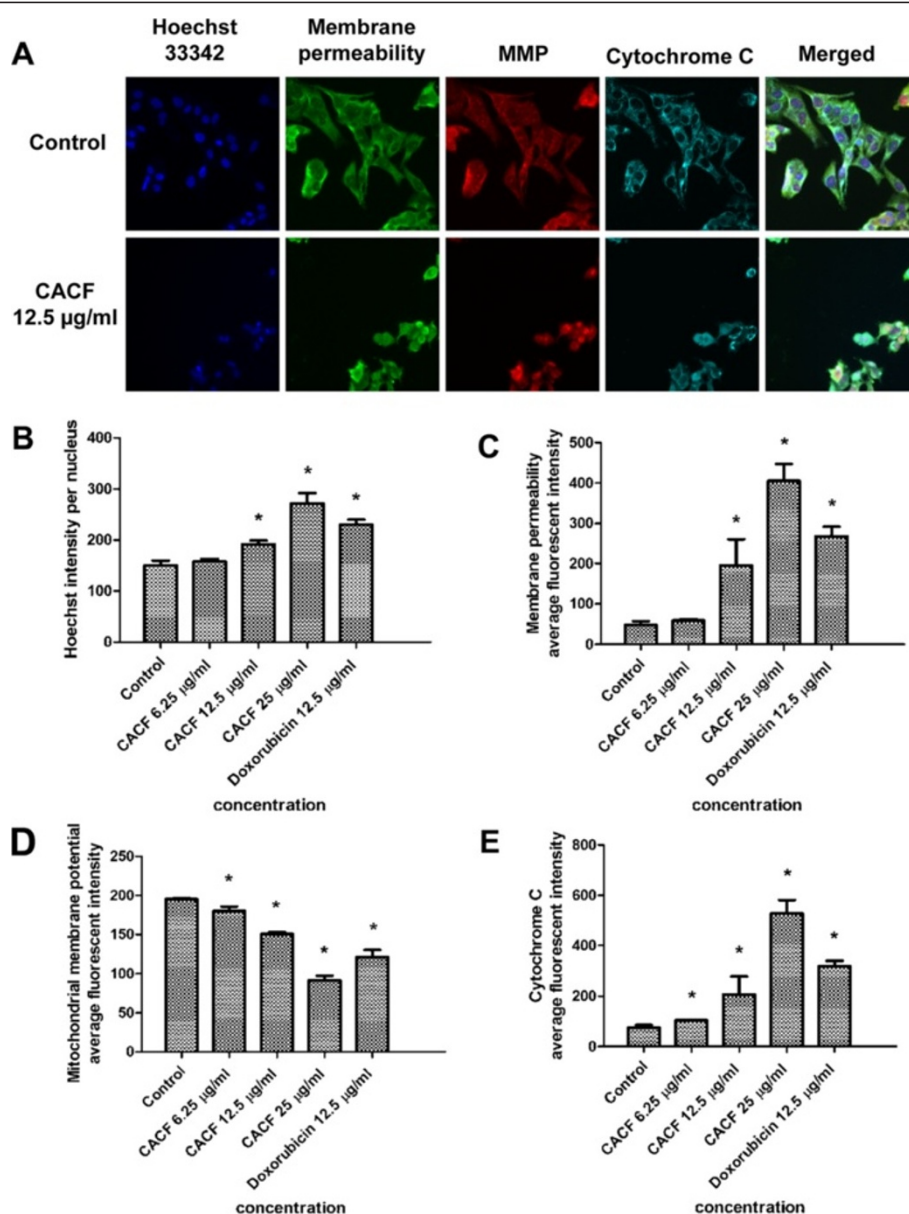 A
Hoechst
33342
Membrane
permeability
MMP
Cytochrome C
Merged
Control
CACF
12.5 µg/ml
B
Hoechst intensity per nucleus
400
300
200
100
0
*
*
*
Control
CACF 6.25 µg/ml
CACF 12.5 µg/ml
CACF 25 µg/ml
Doxorubicin 12.5 µg/ml
concentration
C
Membrane permeability
average fluorescent intensity
500
400
300
200
100
0
*
*
*
Control
CACF 6.25 µg/ml
CACF 12.5 µg/ml
CACF 25 µg/ml
Doxorubicin 12.5 µg/ml
concentration
D
Mitochondrial membrane potential
average fluorescent intensity
250
200
150
100
50
0
*
*
*
*
Control
CACF 6.25 µg/ml
CACF 12.5 µg/ml
CACF 25 µg/ml
Doxorubicin 12.5 µg/ml
concentration
E
Cytochrome C
average fluorescent intensity
800
600
400
200
0
*
*
*
*
Control
CACF 6.25 µg/ml
CACF 12.5 µg/ml
CACF 25 µg/ml
Doxorubicin 12.5 µg/ml
concentration